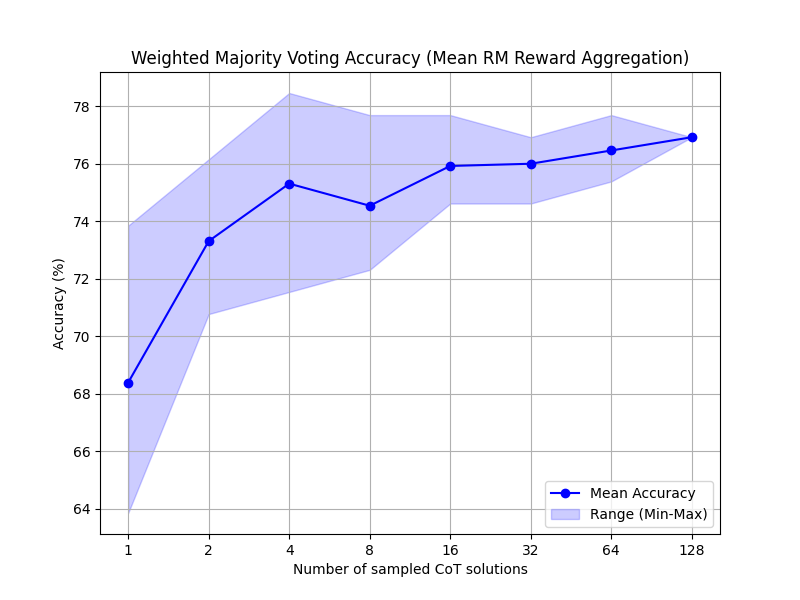 Weighted Majority Voting Accuracy (Mean RM Reward Aggregation)
Accuracy (%)
78
76
74
72
70
68
66
64
Mean Accuracy
Range (Min-Max)
1 2 4 8 16 32 64 128
Number of sampled CoT solutions